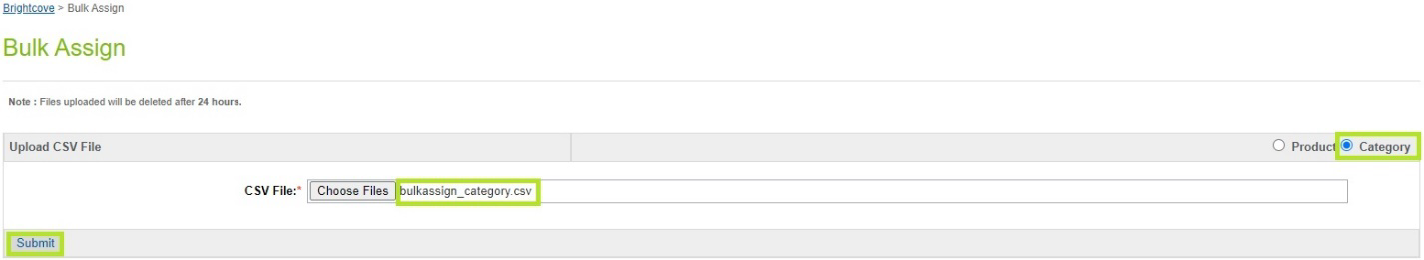 Brightcove > Bulk Assign
Bulk Assign
Note : Files uploaded will be deleted after 24 hours.
Upload CSV File Product Category
CSV File:* Choose Files bulkassign_category.csv
Submit